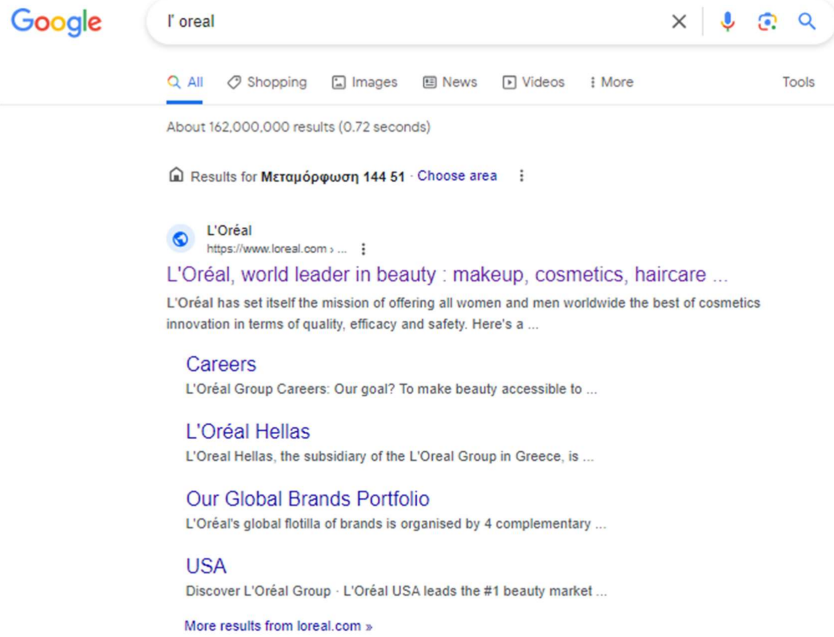 Google
l' oreal
All Shopping Images News Videos More Tools
About 162,000,000 results (0.72 seconds)
Results for Μεταμόρφωση 144 51 · Choose area
L'Oréal
https://www.loreal.com › ...
L'Oréal, world leader in beauty : makeup, cosmetics, haircare ...
L'Oréal has set itself the mission of offering all women and men worldwide the best of cosmetics
innovation in terms of quality, efficacy and safety. Here's a ...
Careers
L'Oréal Group Careers: Our goal? To make beauty accessible to ...
L'Oréal Hellas
L'Oreal Hellas, the subsidiary of the L'Oreal Group in Greece, is ...
Our Global Brands Portfolio
L'Oréal's global flotilla of brands is organised by 4 complementary ...
USA
Discover L'Oréal Group · L'Oréal USA leads the #1 beauty market ...
More results from loreal.com »